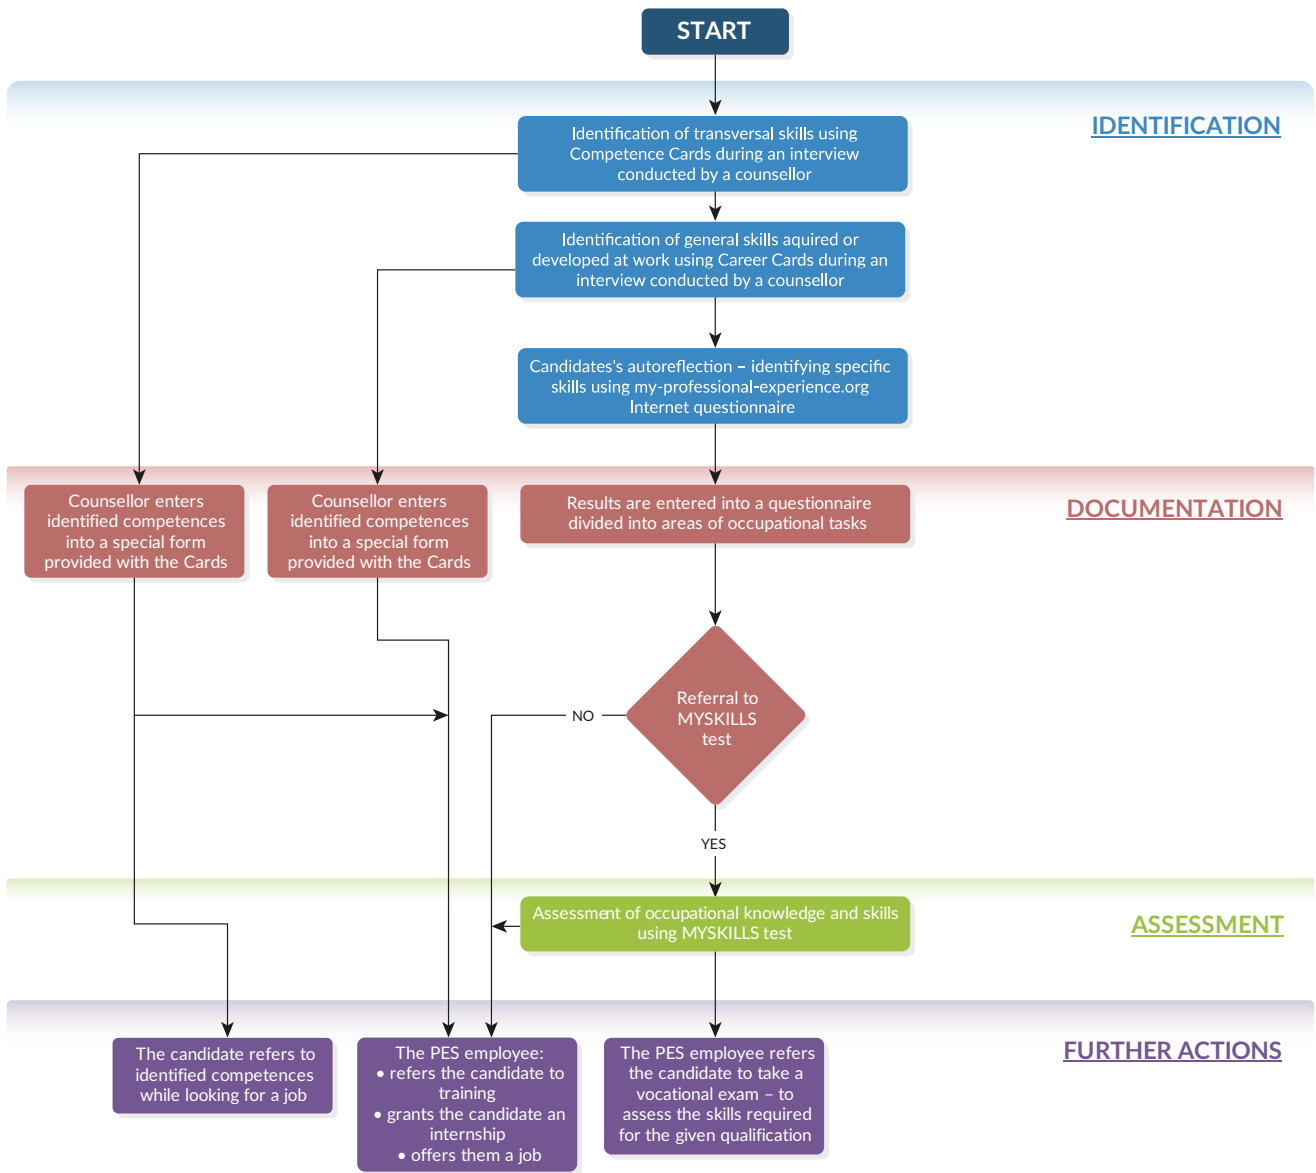 START
IDENTIFICATION
Identification of transversal skills using
Competence Cards during an interview
conducted by a counsellor
Identification of general skills aquired or
developed at work using Career Cards during an
interview conducted by a counsellor
Candidates's autoreflection – identifying specific
skills using my-professional-experience.org
Internet questionnaire
DOCUMENTATION
Counsellor enters
identified competences
into a special form
provided with the Cards
Counsellor enters
identified competences
into a special form
provided with the Cards
Results are entered into a questionnaire
divided into areas of occupational tasks
Referral to
MYSKILLS
test
NO
YES
ASSESSMENT
Assessment of occupational knowledge and skills
using MYSKILLS test
FURTHER ACTIONS
The candidate refers to
identified competences
while looking for a job
The PES employee:
• refers the candidate to
training
• grants the candidate an
internship
• offers them a job
The PES employee refers
the candidate to take a
vocational exam – to
assess the skills required
for the given qualification